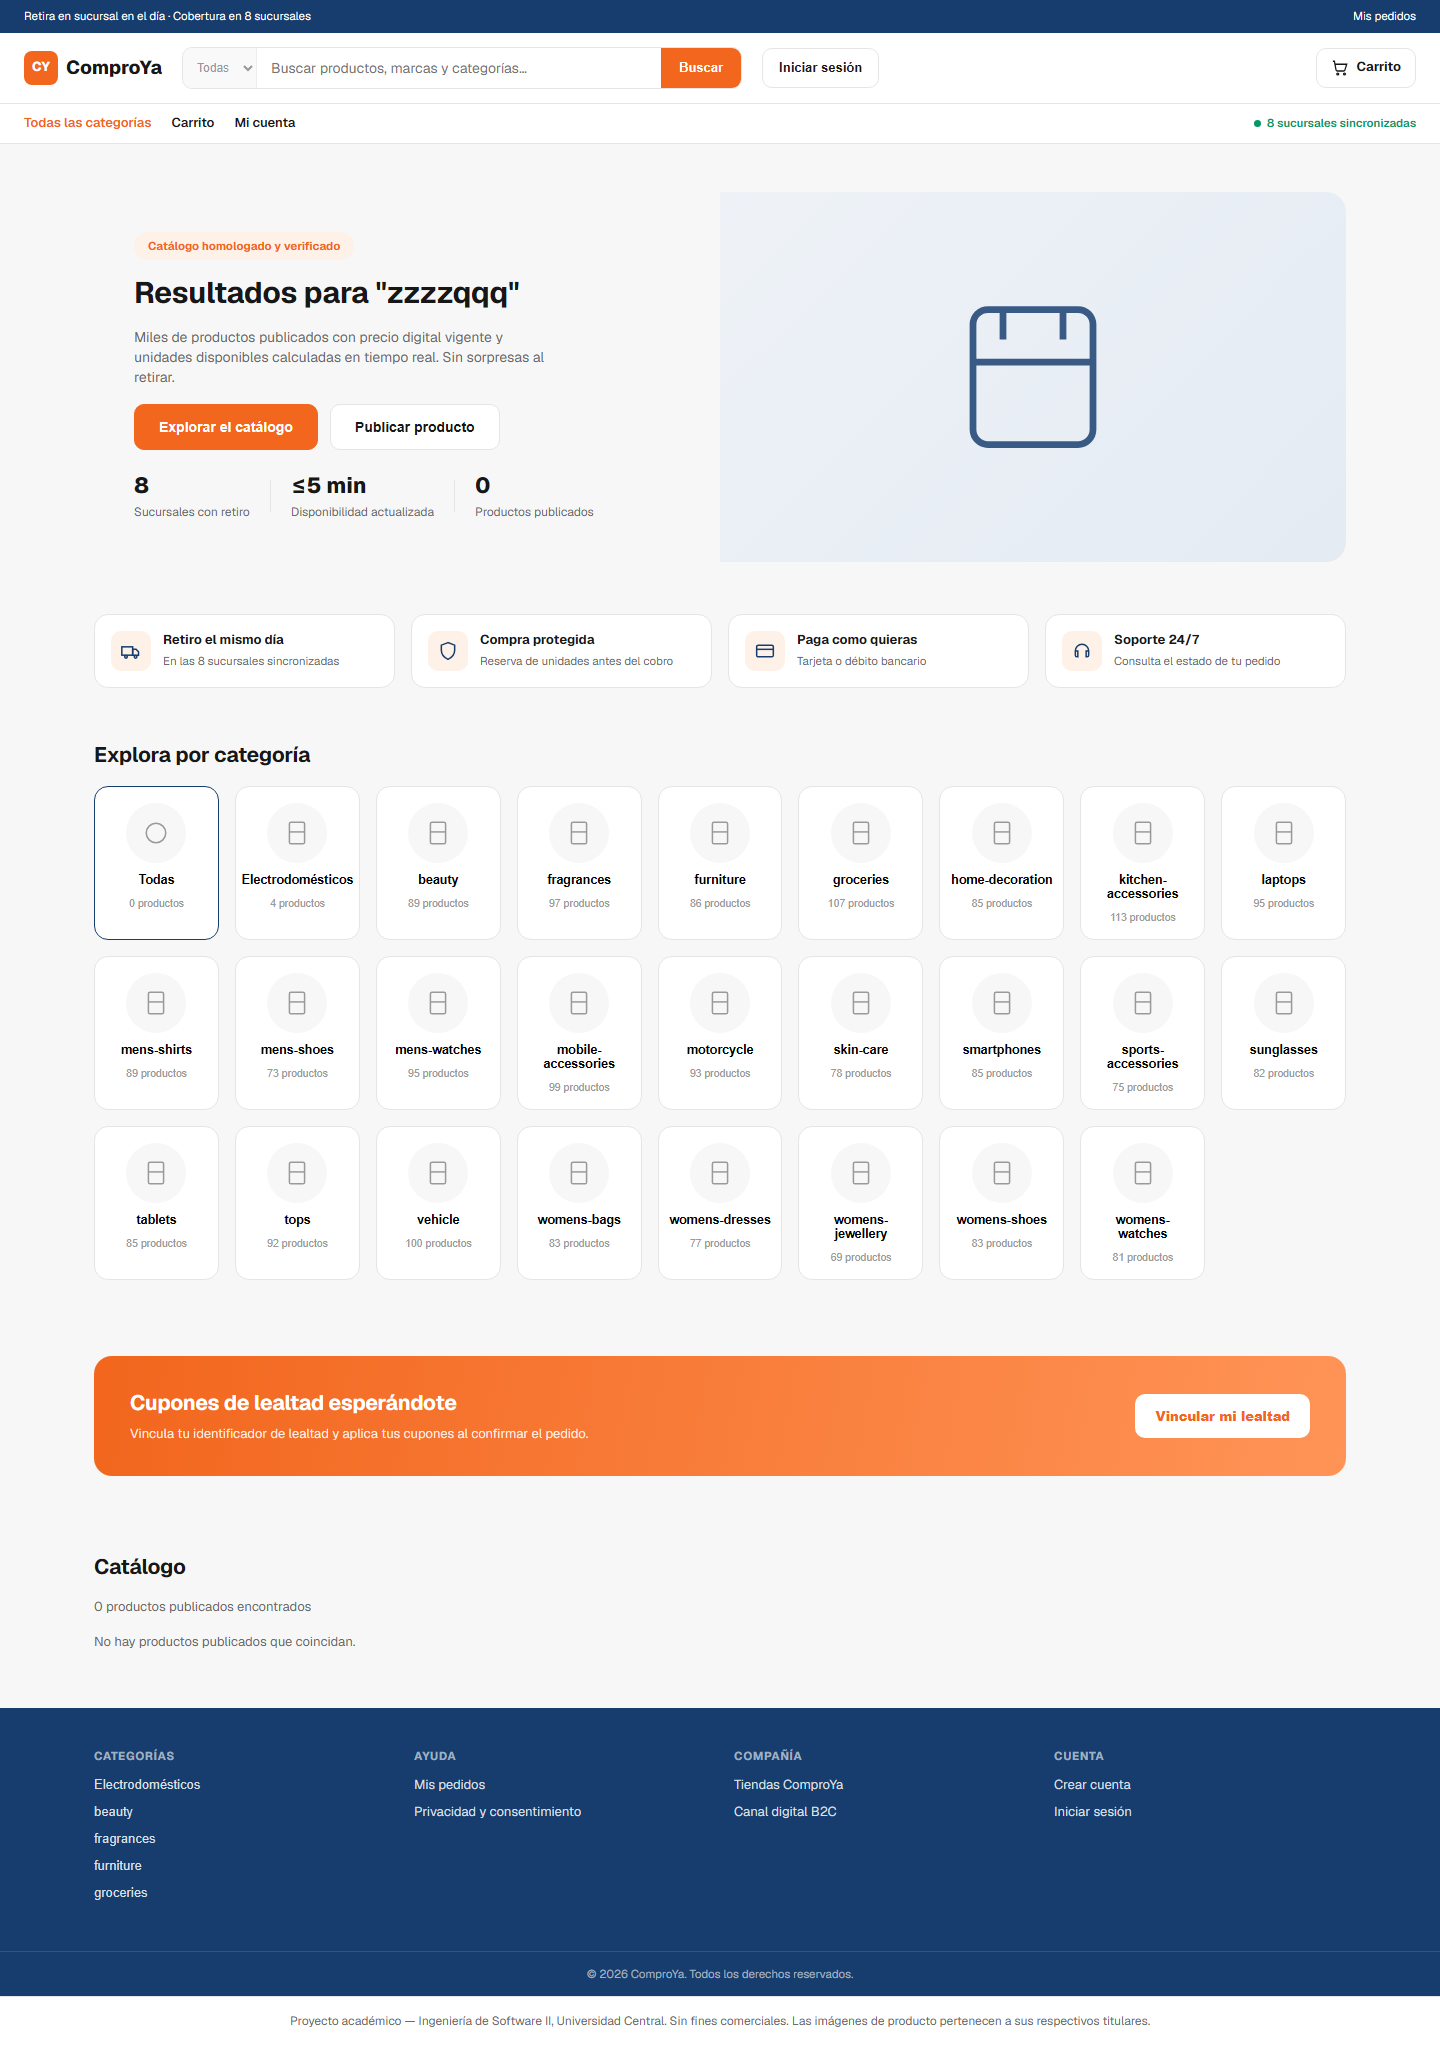 Retira en sucursal en el día · Cobertura en 8 sucursales
Mis pedidos
CY
ComproYa
Todas
Buscar productos, marcas y categorías...
Buscar
Iniciar sesión
Carrito
Todas las categorías
Carrito
Mi cuenta
8 sucursales sincronizadas
Catálogo homologado y verificado
Resultados para "zzzzqqq"
Miles de productos publicados con precio digital vigente y
unidades disponibles calculadas en tiempo real. Sin sorpresas al
retirar.
Explorar el catálogo
Publicar producto
8
Sucursales con retiro
≤5 min
Disponibilidad actualizada
0
Productos publicados
Retiro el mismo día
En las 8 sucursales sincronizadas
Compra protegida
Reserva de unidades antes del cobro
Paga como quieras
Tarjeta o débito bancario
Soporte 24/7
Consulta el estado de tu pedido
Explora por categoría
Todas
0 productos
Electrodomésticos
4 productos
beauty
89 productos
fragrances
97 productos
furniture
86 productos
groceries
107 productos
home-decoration
85 productos
kitchen-
accessories
113 productos
laptops
95 productos
mens-shirts
89 productos
mens-shoes
73 productos
mens-watches
95 productos
mobile-
accessories
99 productos
motorcycle
93 productos
skin-care
78 productos
smartphones
85 productos
sports-
accessories
75 productos
sunglasses
82 productos
tablets
85 productos
tops
92 productos
vehicle
100 productos
womens-bags
83 productos
womens-dresses
77 productos
womens-
jewellery
69 productos
womens-shoes
83 productos
womens-
watches
81 productos
Cupones de lealtad esperándote
Vincula tu identificador de lealtad y aplica tus cupones al confirmar el pedido.
Vincular mi lealtad
Catálogo
0 productos publicados encontrados
No hay productos publicados que coincidan.
CATEGORÍAS
Electrodomésticos
beauty
fragrances
furniture
groceries
AYUDA
Mis pedidos
Privacidad y consentimiento
COMPAÑÍA
Tiendas ComproYa
Canal digital B2C
CUENTA
Crear cuenta
Iniciar sesión
© 2026 ComproYa. Todos los derechos reservados.
Proyecto académico — Ingeniería de Software II, Universidad Central. Sin fines comerciales. Las imágenes de producto pertenecen a sus respectivos titulares.